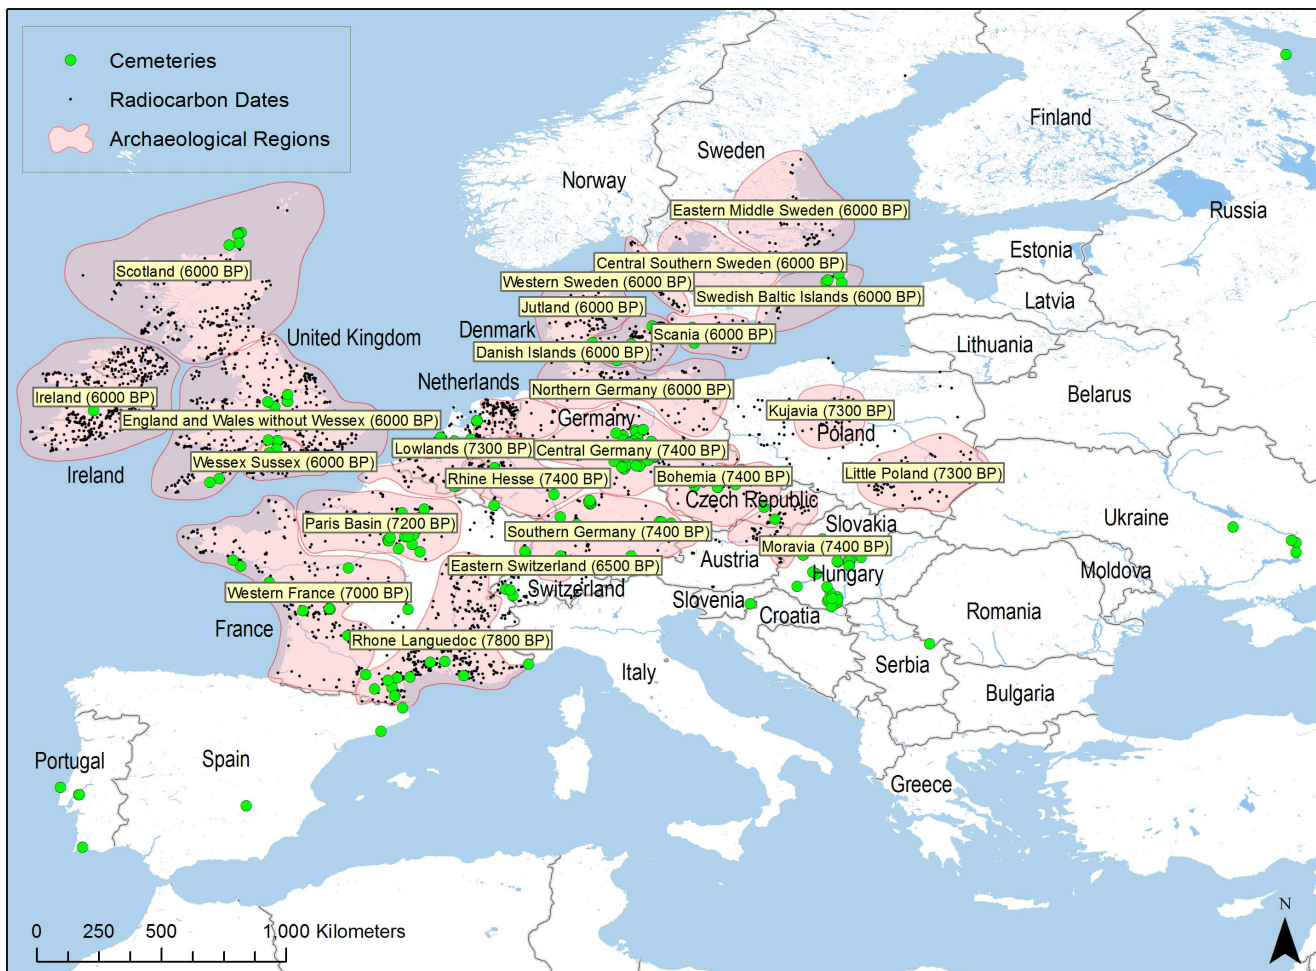 Cemeteries
Radiocarbon Dates
Archaeological Regions
Finland
Sweden
Norway
Russia
Eastern Middle Sweden (6000 BP)
Estonia
Scotland (6000 BP)
Central Southern Sweden (6000 BP)
Western Sweden (6000 BP)
Swedish Baltic Islands (6000 BP)
Latvia
Jutland (6000 BP)
United Kingdom
Denmark
Scania (6000 BP)
Lithuania
Danish Islands (6000 BP)
Netherlands
Northern Germany (6000 BP)
Belarus
Ireland (6000 BP)
Kujavia (7300 BP)
England and Wales without Wessex (6000 BP)
Germany
Poland
Lowlands (7300 BP)
Central Germany (7400 BP)
Wessex Sussex (6000 BP)
Ireland
Rhine Hesse (7400 BP)
Bohemia (7400 BP)
Little Poland (7300 BP)
Czech Republic
Paris Basin (7200 BP)
Slovakia
Ukraine
Southern Germany (7400 BP)
Moravia (7400 BP)
Austria
Eastern Switzerland (6500 BP)
Hungary
Moldova
Switzerland
Western France (7000 BP)
Slovenia
Croatia
Romania
France
Rhone Languedoc (7800 BP)
Italy
Serbia
Bulgaria
Portugal
Spain
Greece
N
0 250 500 1,000 Kilometers